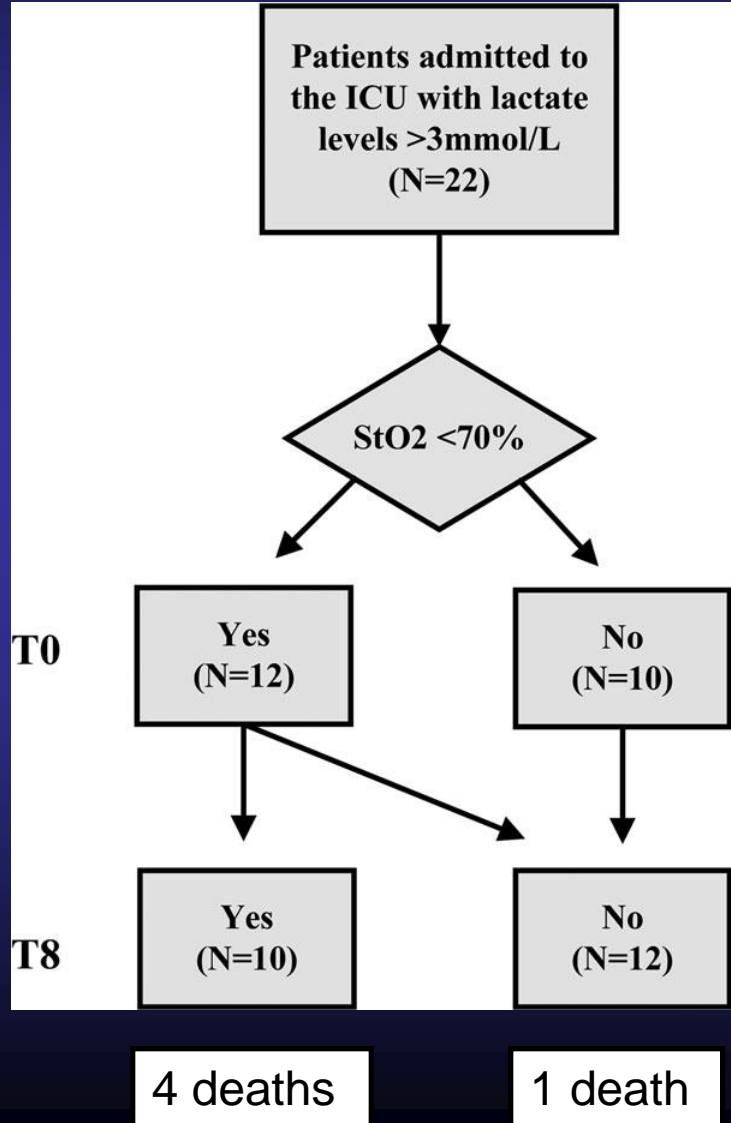 Patients admitted to
the ICU with lactate
levels >3mmol/L
(N=22)
StO2 <70%
T0
Yes
(N=12)
No
(N=10)
T8
Yes
(N=10)
No
(N=12)
4 deaths
1 death